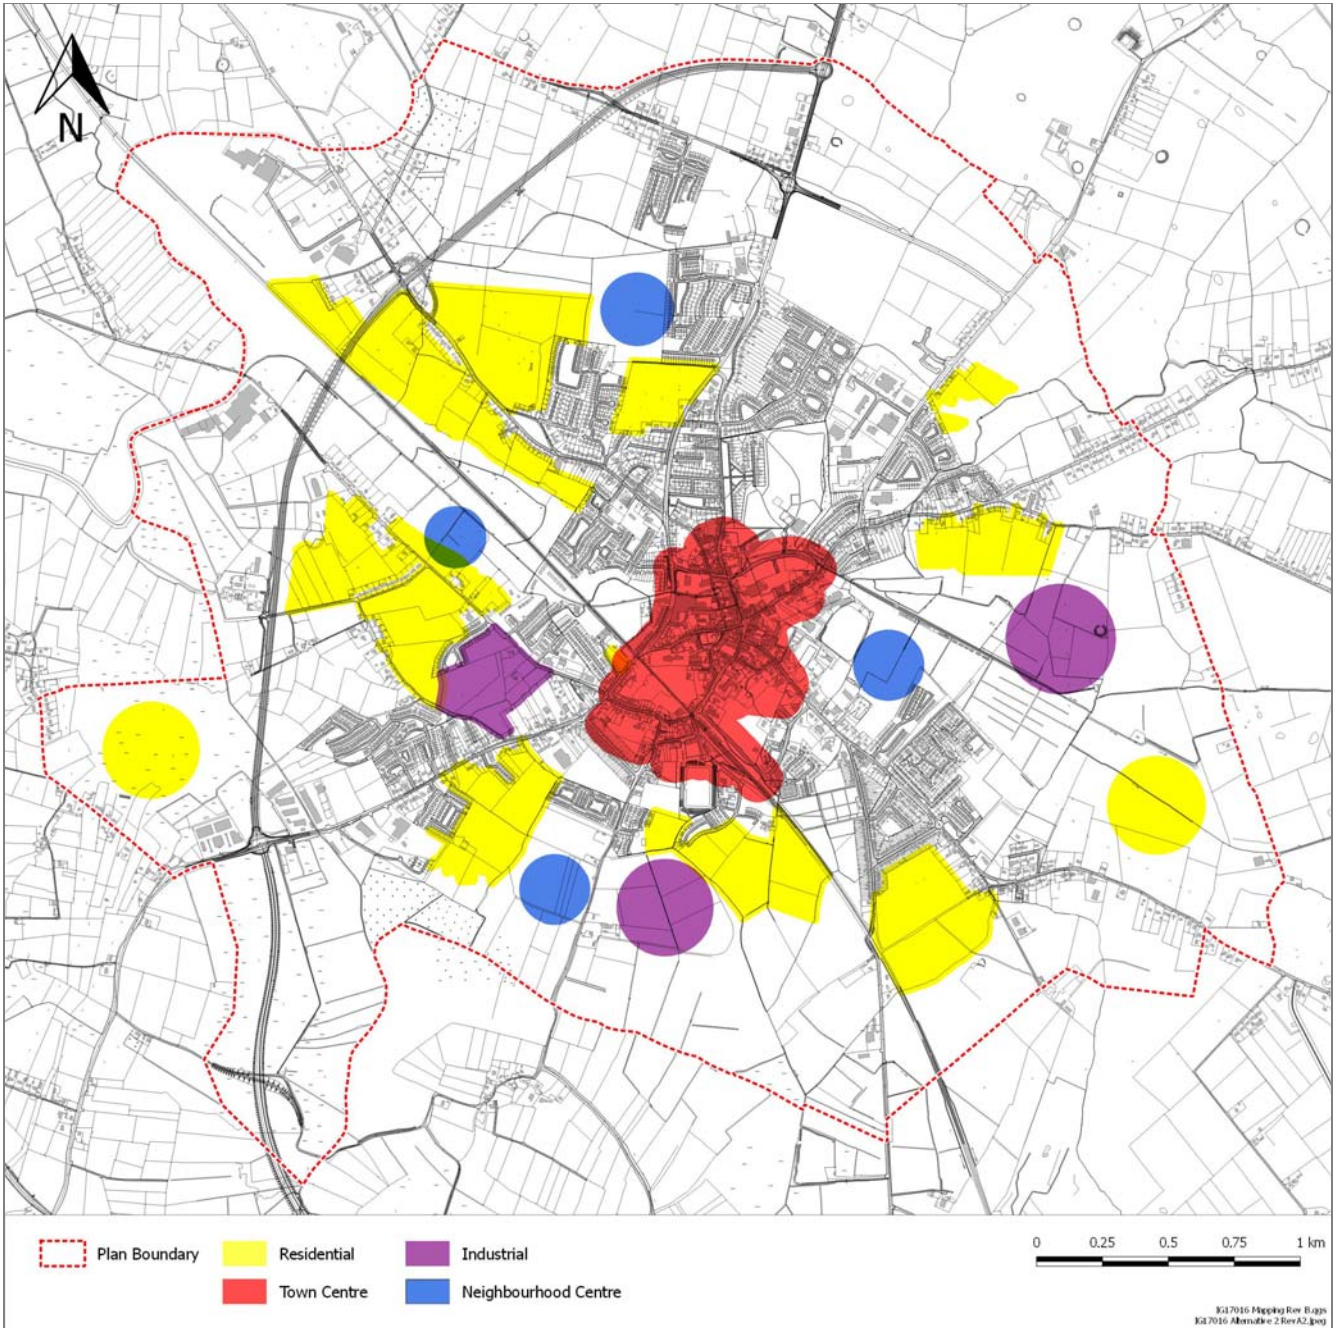 N
Plan Boundary
Residential
Industrial
Town Centre
Neighbourhood Centre
0 0.25 0.5 0.75 1 km
IG17016 Mapping Rev B.qgs
IG17016 Alternative 2 RevA2.jpeg